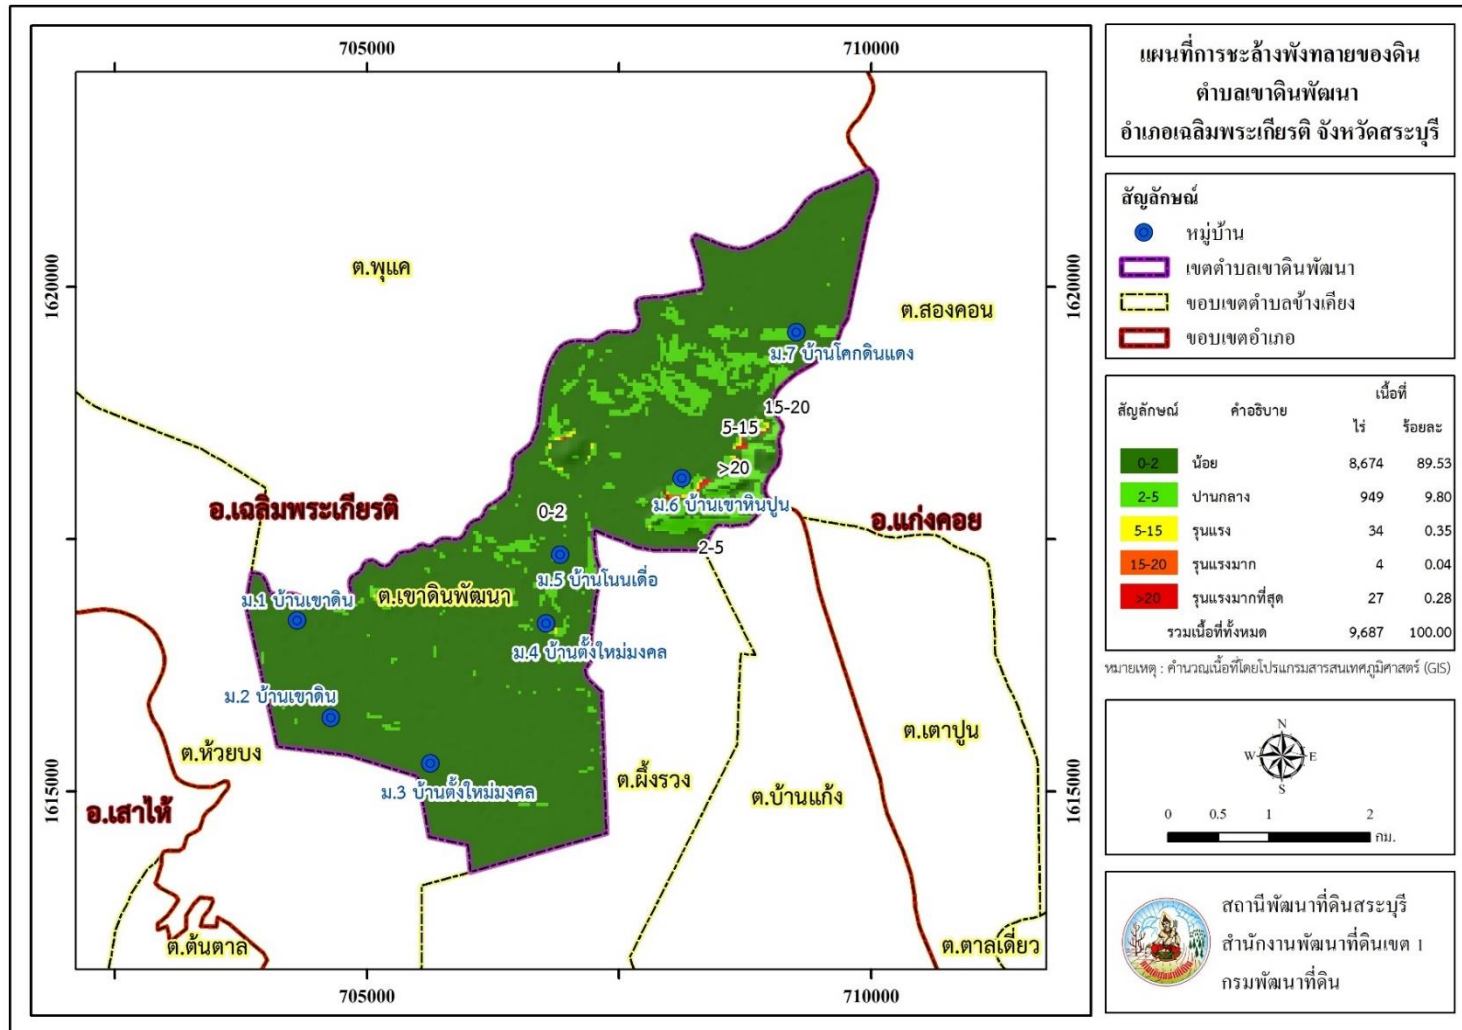 แผนที่การชะล้างพังทลายของดิน
ตำบลเขาดินพัฒนา
อำเภอเฉลิมพระเกียรติ จังหวัดสระบุรี
สัญลักษณ์
หมู่บ้าน
เขตตำบลเขาดินพัฒนา
ขอบเขตตำบลข้างเคียง
ขอบเขตอำเภอ
สัญลักษณ์ คำอธิบาย เนื้อที่
ไร่ ร้อยละ
0-2 น้อย 8,674 89.53
2-5 ปานกลาง 949 9.80
5-15 รุนแรง 34 0.35
15-20 รุนแรงมาก 4 0.04
>20 รุนแรงมากที่สุด 27 0.28
รวมเนื้อที่ทั้งหมด 9,687 100.00
หมายเหตุ : คำนวณเนื้อที่โดยโปรแกรมสารสนเทศภูมิศาสตร์ (GIS)
N
W E
S
0 0.5 1 2
กม.
สถานีพัฒนาที่ดินสระบุรี
สำนักงานพัฒนาที่ดินเขต 1
กรมพัฒนาที่ดิน
705000 710000
1620000 1620000
ต.พุแค
ต.สองคอน
ม.7 บ้านโคกดินแดง
15-20
5-15
>20
ม.6 บ้านเขาหินปูน
อ.เฉลิมพระเกียรติ
0-2
อ.แก่งคอย
2-5
ม.5 บ้านโนนเดื่อ
ม.1 บ้านเขาดิน
ต.เขาดินพัฒนา
ม.4 บ้านตั้งใหม่มงคล
ม.2 บ้านเขาดิน
ต.เตาปูน
ต.ห้วยบง
ต.ผึ้งรวง
ม.3 บ้านตั้งใหม่มงคล
ต.บ้านแก้ง
1615000 1615000
อ.เสาไห้
ต.ต้นตาล
ต.ตาลเดี่ยว
705000 710000